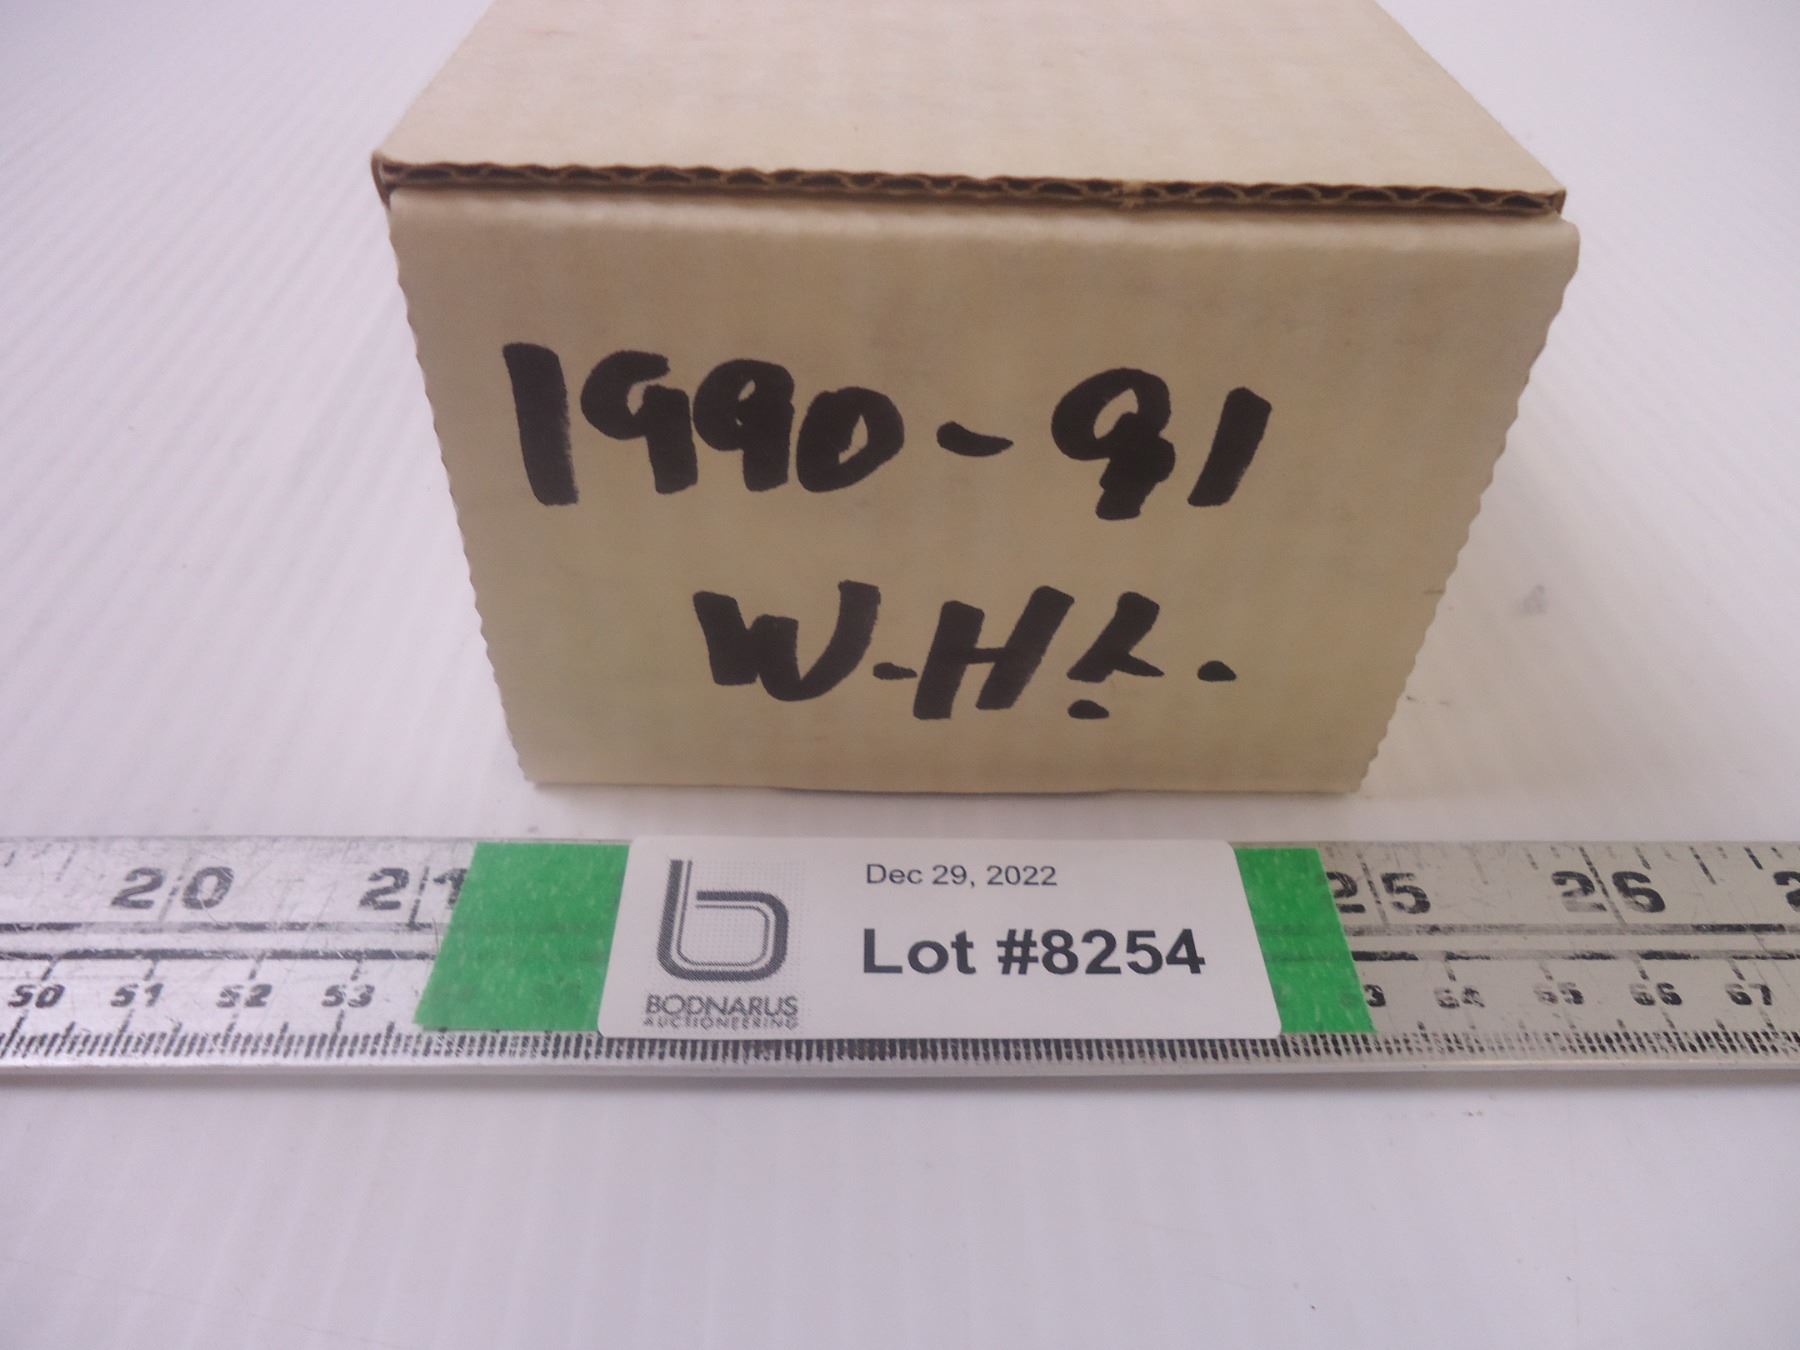 1990-91
W-HL.
Dec 29, 2022
Lot #8254
BODNARUS
AUCTIONEERING
20 21 25 26
50 51 52 53 63 64 65 66 67